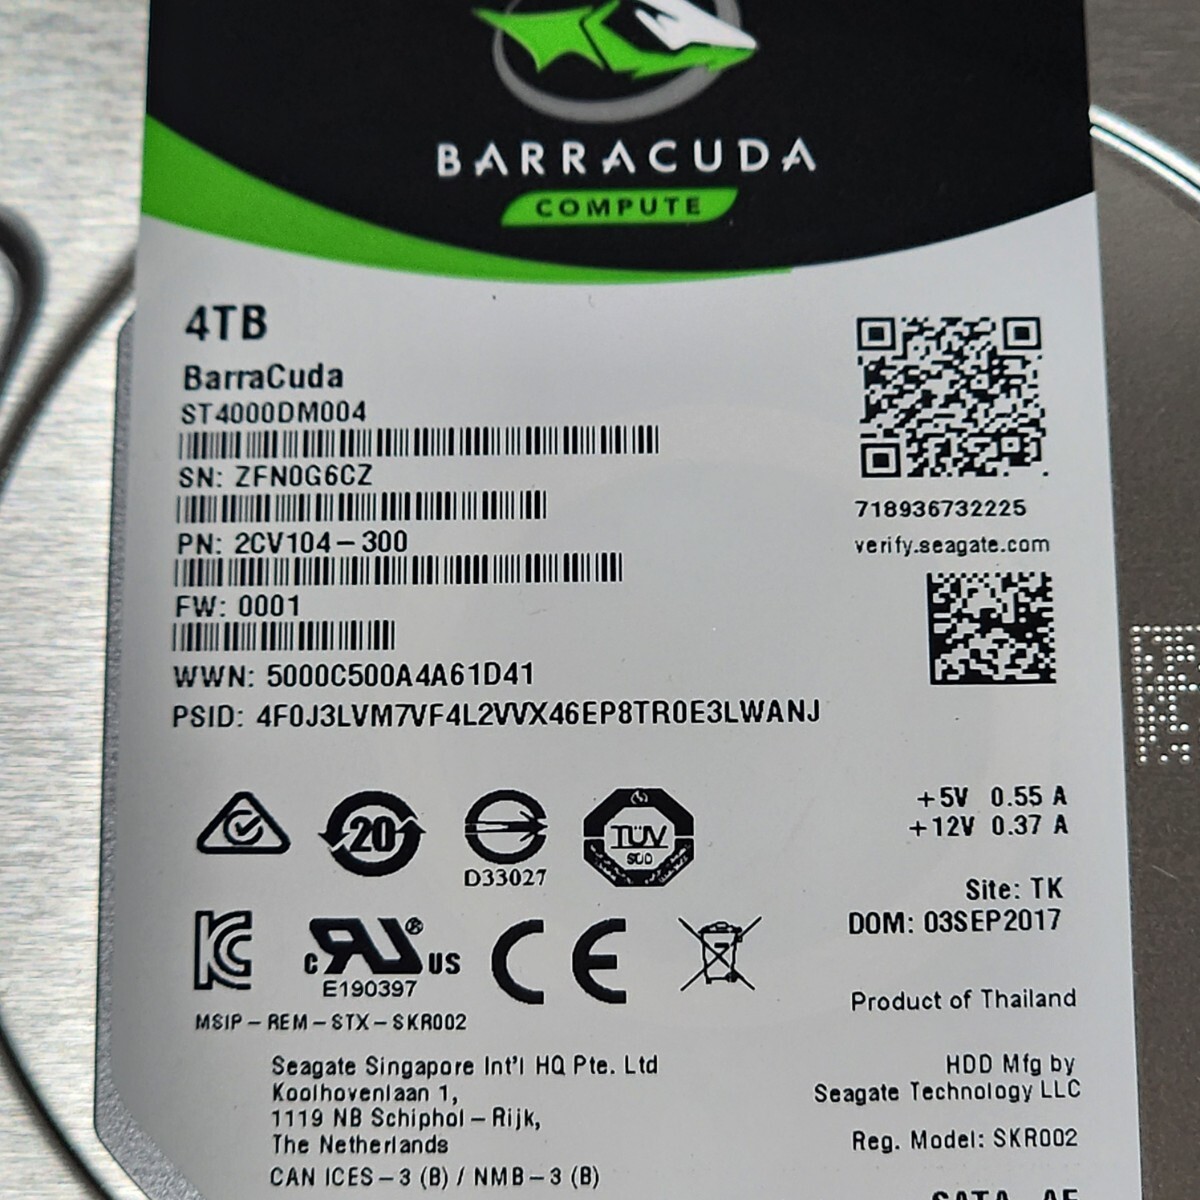 BARRACUDA
COMPUTE
4TB
BarraCuda
ST4000DM004
SN: ZFN0G6CZ
PN: 2CV104-300
FW: 0001
WWN: 5000C500A4A61D41
PSID: 4F0J3LVM7VF4L2VVX46EP8TR0E3LWANJ
718936732225
verify.seagate.com
20
D33027
TÜV
SÜD
+5V 0.55 A
+12V 0.37 A
Site: TK
DOM: 03SEP2017
c RU ® US
E190397
CE
MSIP-REM-STX-SKR002
Product of Thailand
Seagate Singapore Int'l HQ Pte. Ltd
Koolhovenlaan 1,
1119 NB Schiphol-Rijk,
The Netherlands
CAN ICES-3 (B) / NMB-3 (B)
HDD Mfg by
Seagate Technology LLC
Reg. Model: SKR002
SATA AF